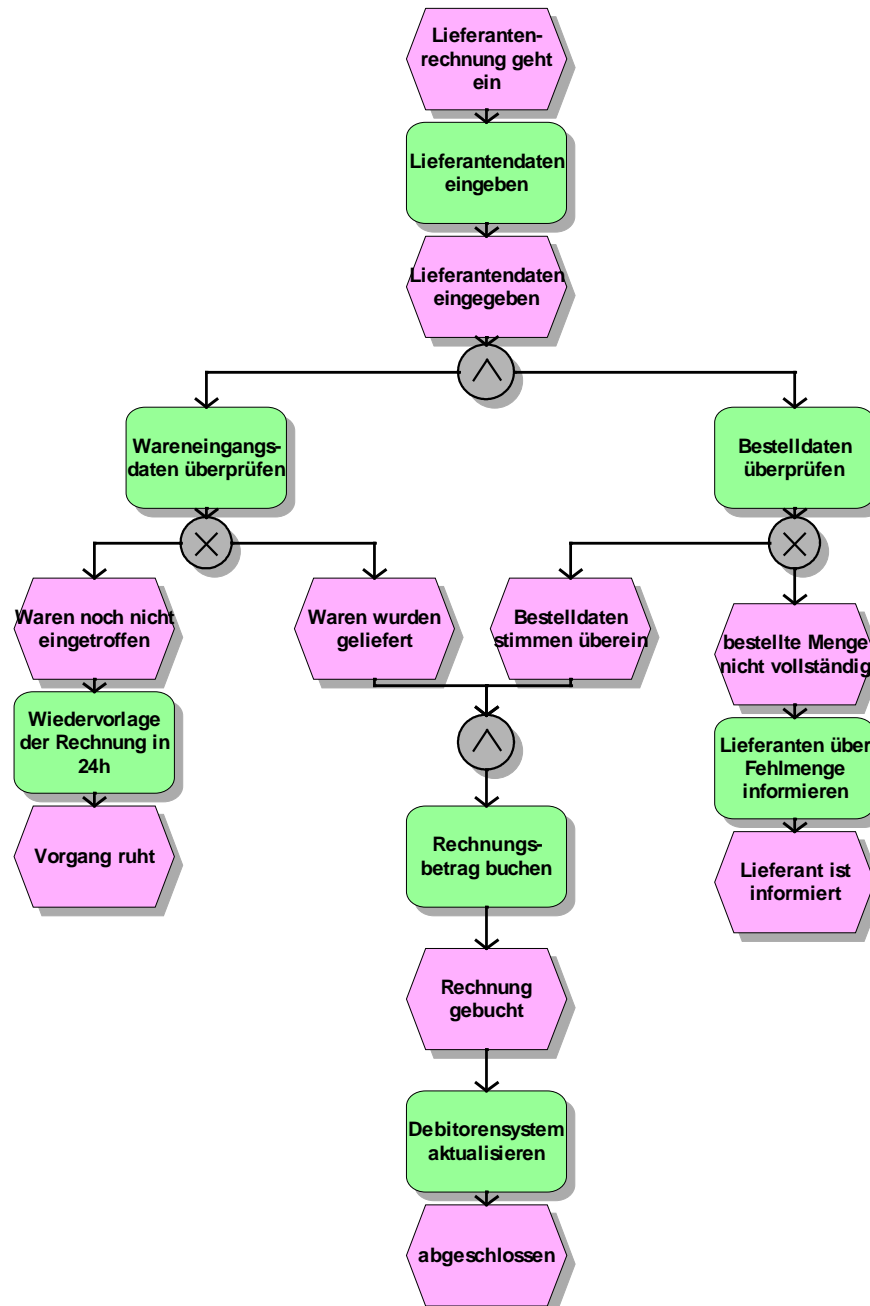 Lieferanten-
rechnung geht
ein
Lieferantendaten
eingeben
Lieferantendaten
eingegeben
Wareneingangs-
daten überprüfen
Bestelldaten
überprüfen
Waren noch nicht
eingetroffen
Waren wurden
geliefert
Bestelldaten
stimmen überein
bestellte Menge
nicht vollständig
Wiedervorlage
der Rechnung in
24h
Lieferanten über
Fehlmenge
informieren
Vorgang ruht
Rechnungs-
betrag buchen
Lieferant ist
informiert
Rechnung
gebucht
Debitorensystem
aktualisieren
abgeschlossen